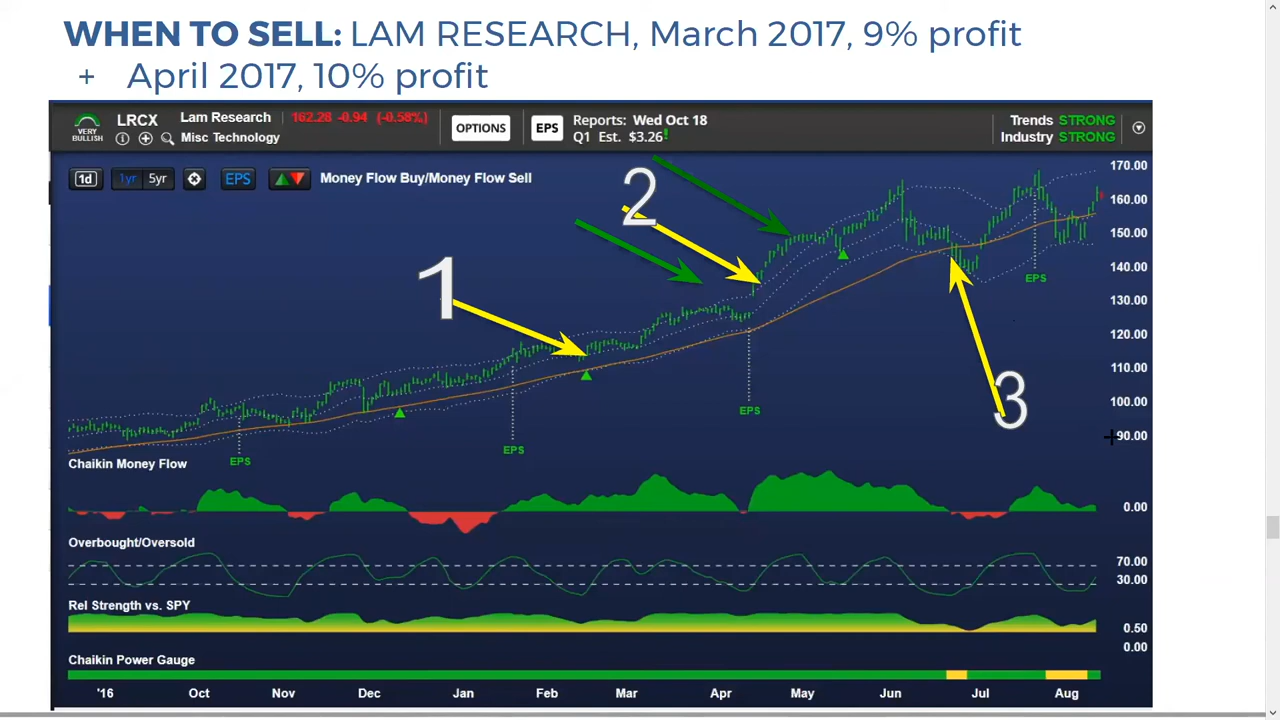 WHEN TO SELL: LAM RESEARCH, March 2017, 9% profit
+ April 2017, 10% profit
VERY BULLISH
LRCX Lam Research 162.28 -0.94 (-0.58%)
Misc Technology
OPTIONS
EPS
Reports: Wed Oct 18
Q1 Est. $3.26!
Trends STRONG
Industry STRONG
1d 1yr 5yr EPS Money Flow Buy/Money Flow Sell
170.00
160.00
150.00
140.00
130.00
120.00
110.00
100.00
90.00
1
2
3
EPS
EPS
EPS
EPS
Chaikin Money Flow
0.00
Overbought/Oversold
70.00
30.00
Rel Strength vs. SPY
0.50
0.00
Chaikin Power Gauge
'16 Oct Nov Dec Jan Feb Mar Apr May Jun Jul Aug